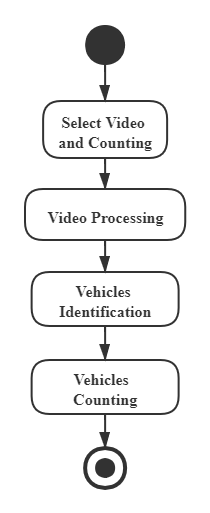 Select Video
and Counting
Video Processing
Vehicles
Identification
Vehicles
Counting